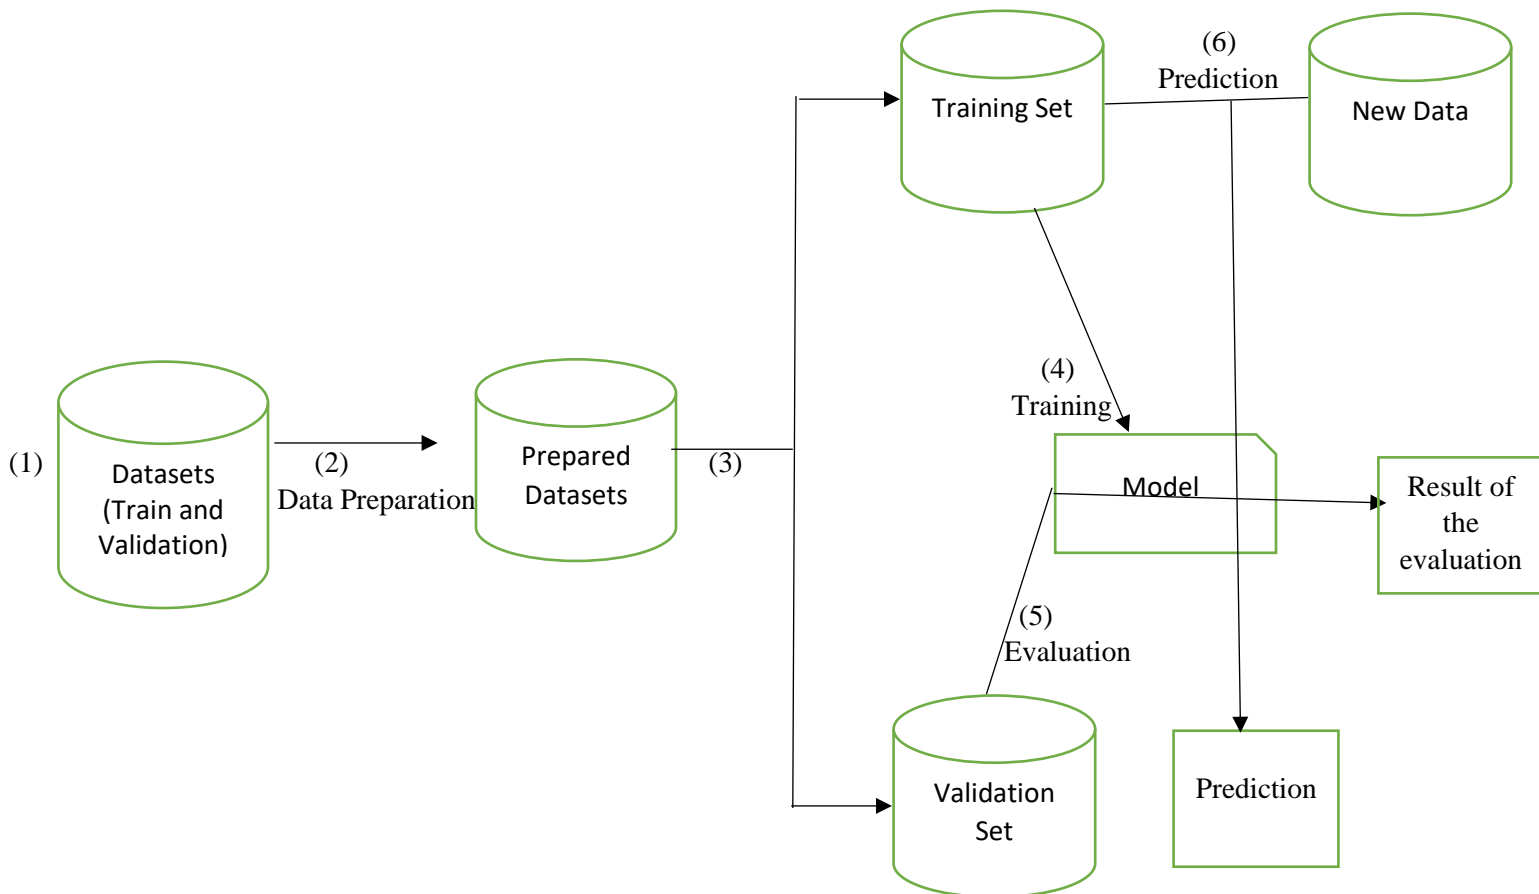 (1)
Datasets
(Train and
Validation)
(2)
Data Preparation
Prepared
Datasets
(3)
Training Set
(6)
Prediction
New Data
(4)
Training
Model
Result of
the
evaluation
(5)
Evaluation
Validation
Set
Prediction